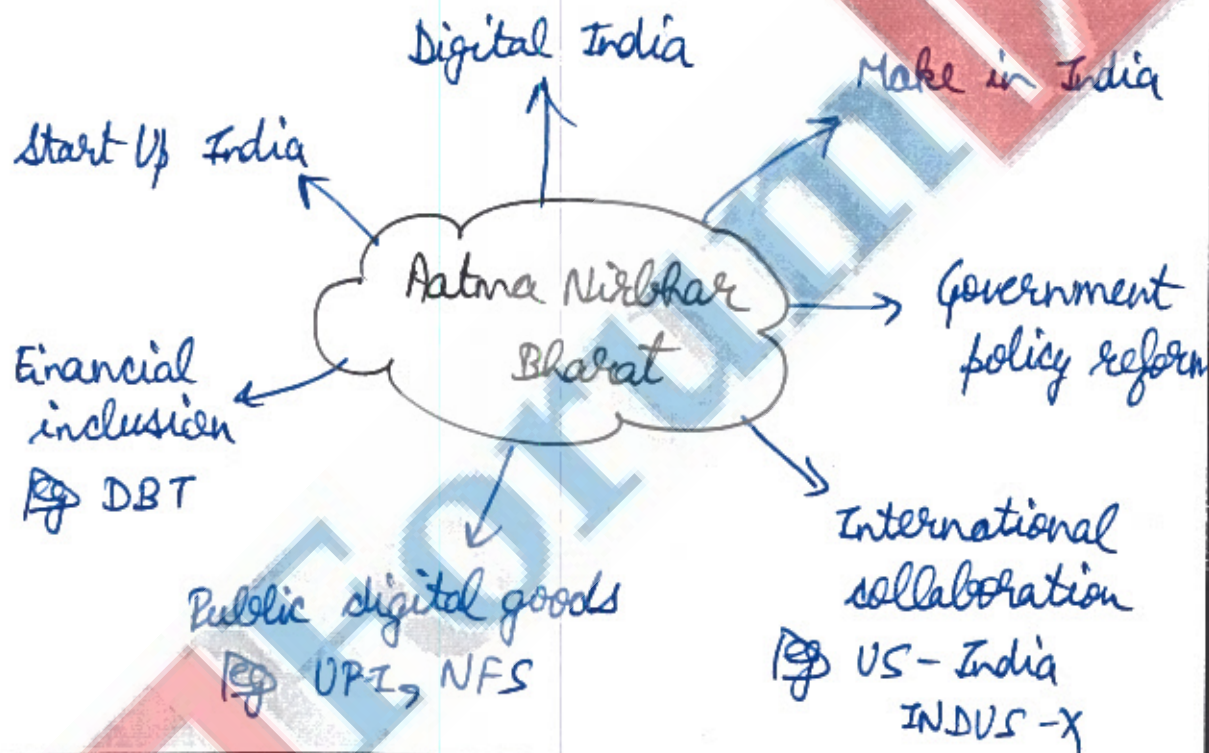 Digital India
Make in India
Start Up India
Aatma Nirbhar
Bharat
Government
policy reform
Financial
inclusion
Eg DBT
International
collaboration
Eg US - India
INDUS - X
Public digital goods
Eg UPI, NFS
Forum